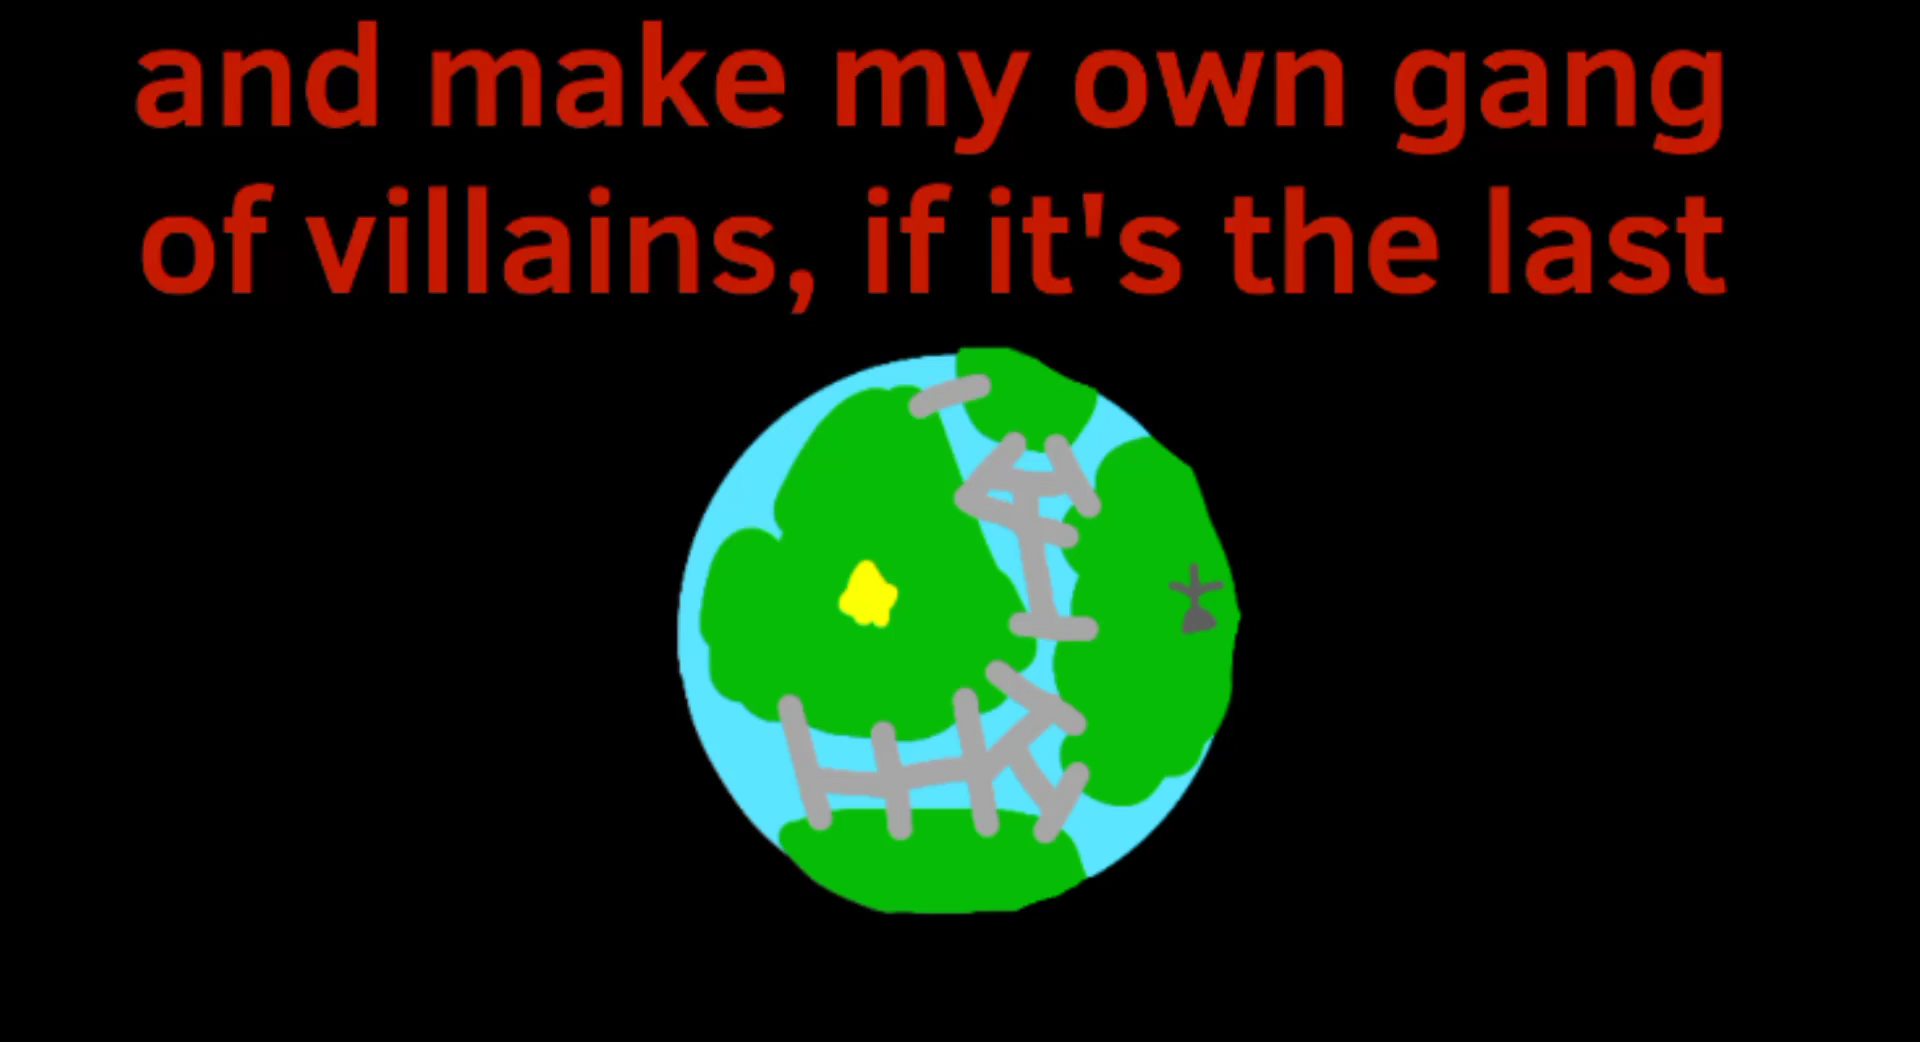 and make my own gang
of villains, if it's the last